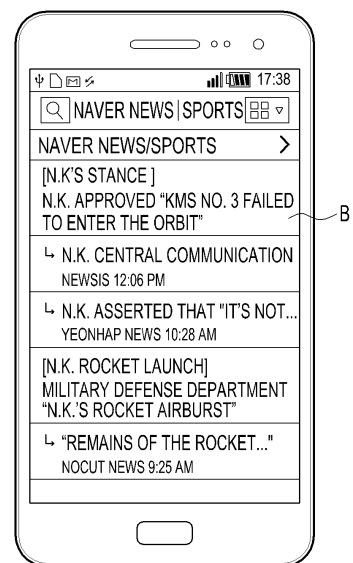 17:38
NAVER NEWS|SPORTS
NAVER NEWS/SPORTS
[N.K'S STANCE ]
N.K. APPROVED “KMS NO. 3 FAILED
TO ENTER THE ORBIT”
B
N.K. CENTRAL COMMUNICATION
NEWSIS 12:06 PM
N.K. ASSERTED THAT "IT'S NOT...
YEONHAP NEWS 10:28 AM
[N.K. ROCKET LAUNCH]
MILITARY DEFENSE DEPARTMENT
“N.K.'S ROCKET AIRBURST”
“REMAINS OF THE ROCKET..."
NOCUT NEWS 9:25 AM